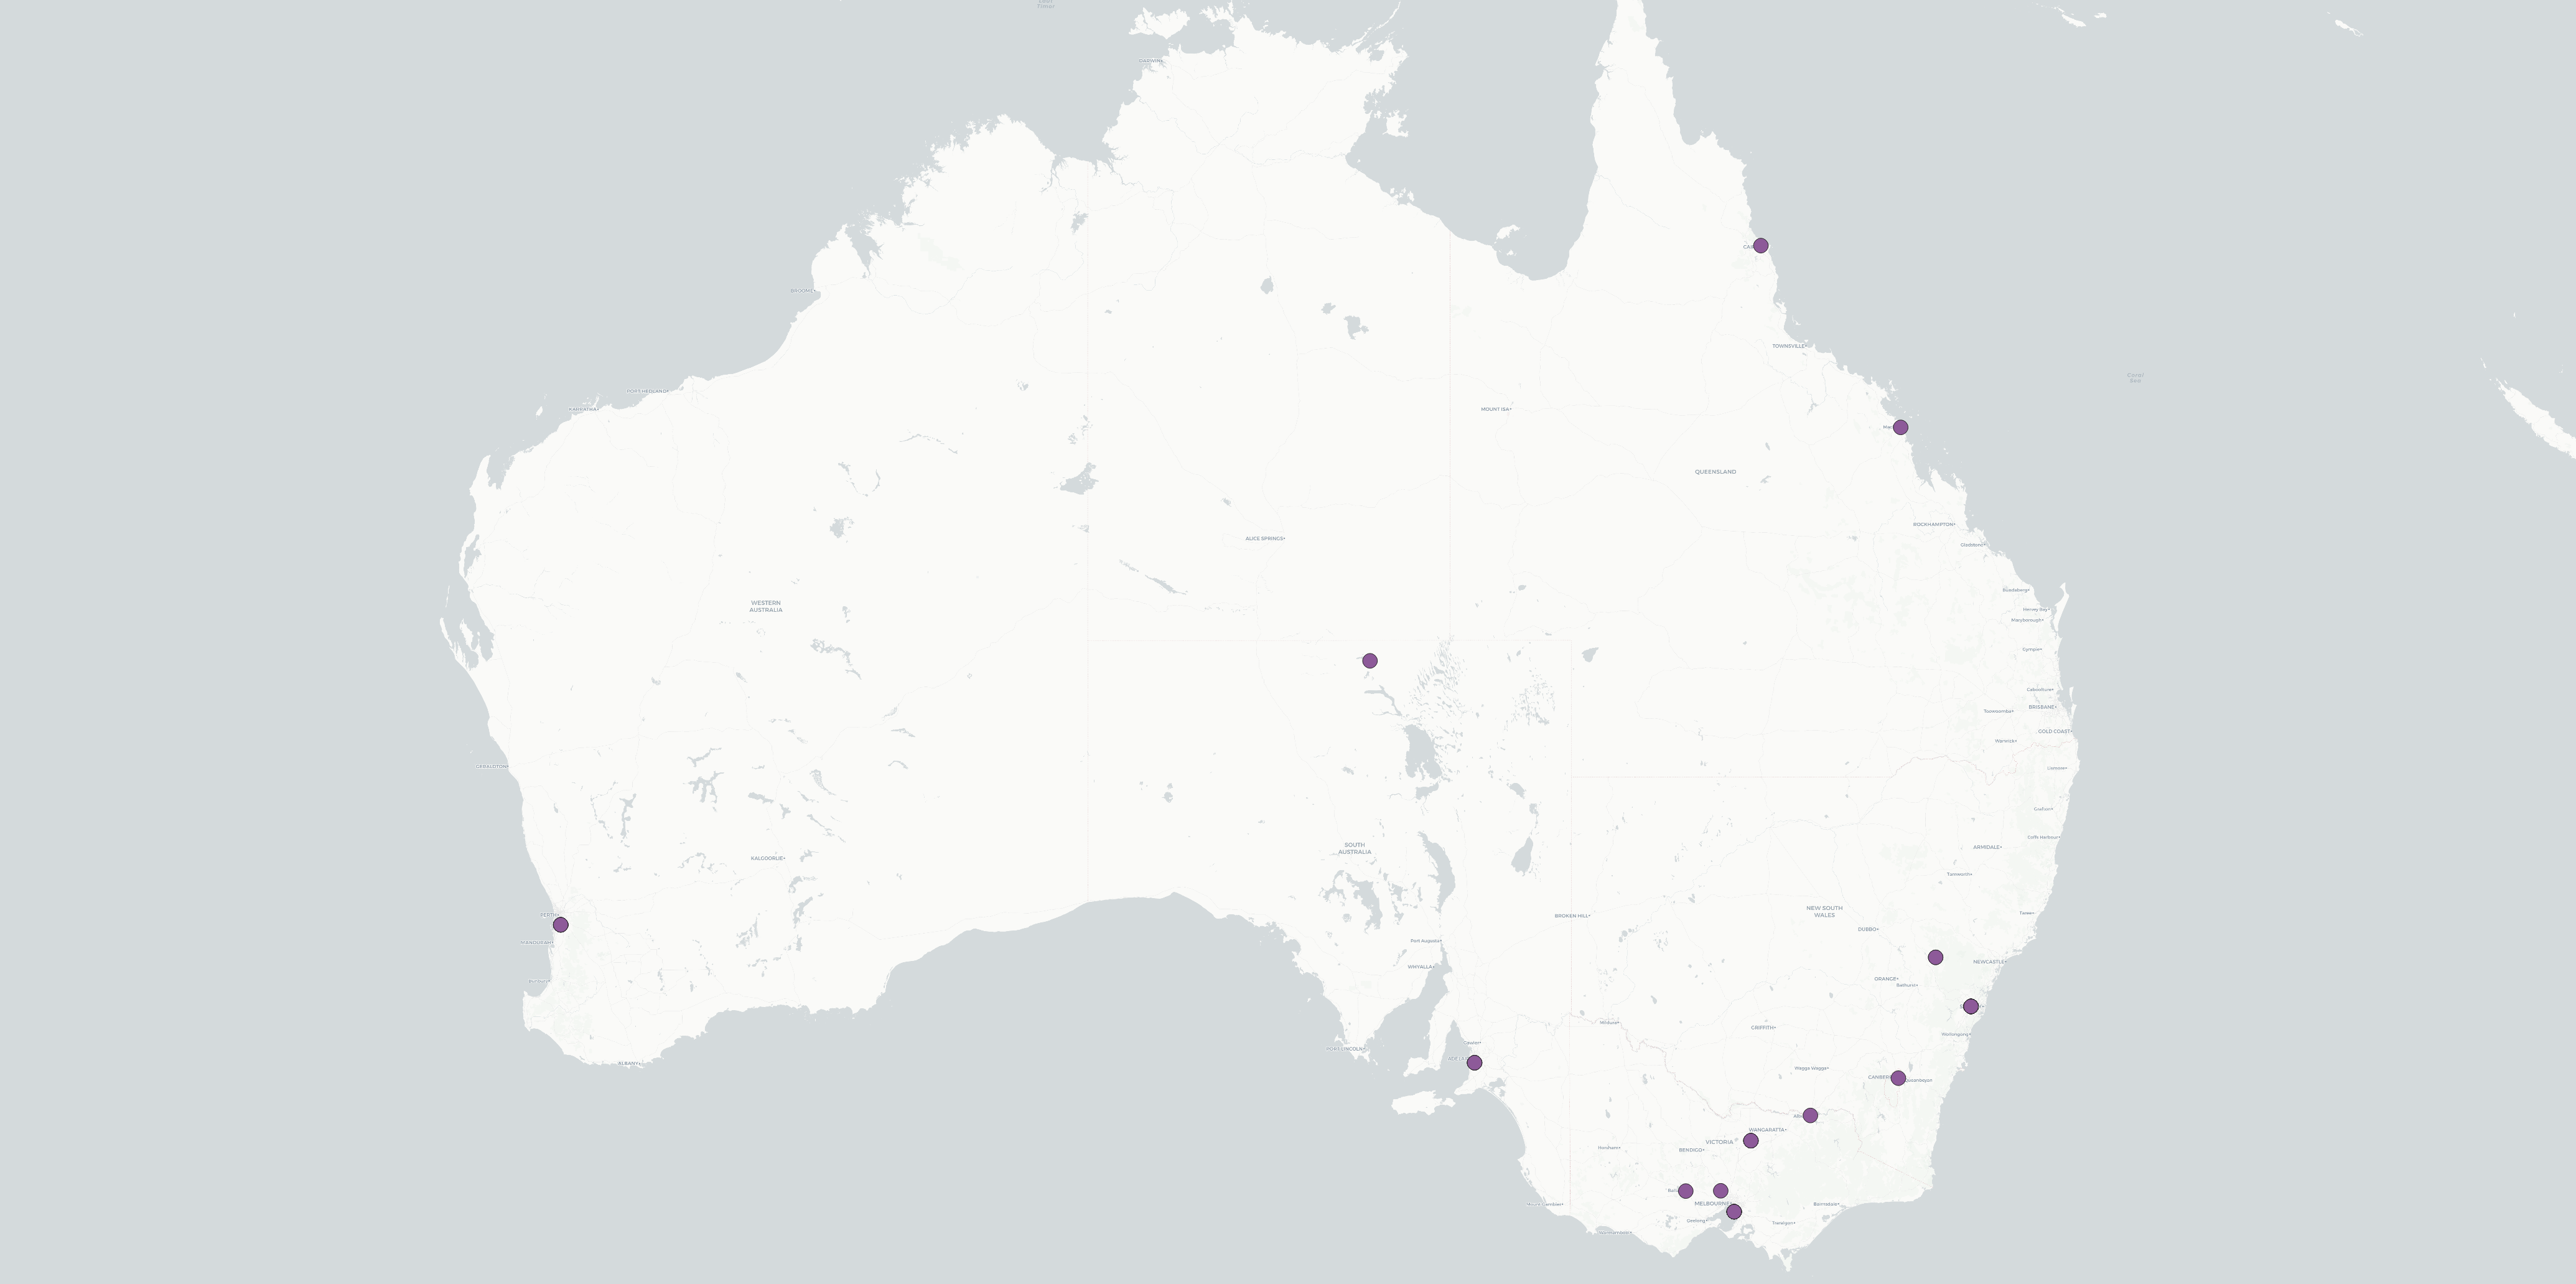 DARWIN
BROOME
TOWNSVILLE
Coral
Sea
PORT HEDLAND
KARRATHA
MOUNT ISA
QUEENSLAND
ROCKHAMPTON
ALICE SPRINGS
Gladstone
Bundaberg
Hervey Bay
WESTERN
AUSTRALIA
Maryborough
Gympie
Caboolture
BRISBANE
Toowoomba
GOLD COAST
Warwick
GERALDTON
Lismore
Grafton
Coffs Harbour
SOUTH
AUSTRALIA
ARMIDALE
KALGOORLIE
Tamworth
NEW SOUTH
WALES
Taree
PERTH
BROKEN HILL
DUBBO
Port Augusta
MANDURAH
NEWCASTLE
WHYALLA
ORANGE
Bunbury
Bathurst
Mildura
GRIFFITH
Wollongong
Gawler
PORT LINCOLN
ALBANY
Wagga Wagga
CANBER
Queanbeyan
WANGARATTA
VICTORIA
Horsham
BENDIGO
MELBOURNE
Mount Gambier
Bairnsdale
Geelong
Traralgon
Warrnambool